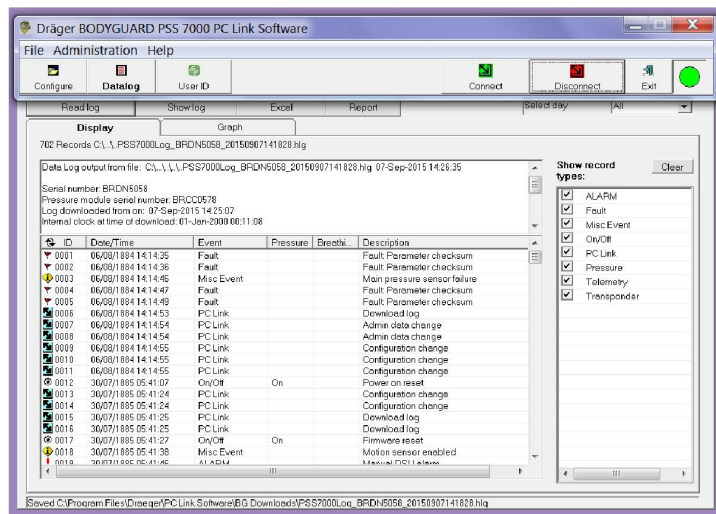 Dräger BODYGUARD PSS 7000 PC Link Software
File Administration Help
Configure Datalog User ID Connect Disconnect Exit
Read log Show log Excel Report Select day All
Display Graph
702 Records C:\..\..\.PSS7000Log_BRDN5058_20150907141828.hlg
Data Log output from file: C:\..\.\.\.PSS7000Log_BRDN5058_20150907141828.hlg 07-Sep-2015 14:26:35
Serial number: BRDN5058
Pressure module serial number: BRCC0578
Log downloaded from on: 07-Sep-2015 14:25:07
Internal clock at time of download: 01-Jan-2000 00:11:08
Show record types:
Clear
ALARM
Fault
Misc Event
On/Off
PC Link
Pressure
Telemetry
Transponder
ID Date/Time Event Pressure Breathi... Description
0001 06/08/1884 14:14:35 Fault Fault: Parameter checksum
0002 06/08/1884 14:14:36 Fault Fault: Parameter checksum
0003 06/08/1884 14:14:46 Misc Event Main pressure sensor failure
0004 06/08/1884 14:14:47 Fault Fault: Parameter checksum
0005 06/08/1884 14:14:49 Fault Fault: Parameter checksum
0006 06/08/1884 14:14:53 PC Link Download log
0007 06/08/1884 14:14:54 PC Link Admin data change
0008 06/08/1884 14:14:54 PC Link Admin data change
0009 06/08/1884 14:14:55 PC Link Configuration change
0010 06/08/1884 14:14:55 PC Link Configuration change
0011 06/08/1884 14:14:55 PC Link Configuration change
0012 30/07/1885 05:41:07 On/Off On Power on reset
0013 30/07/1885 05:41:24 PC Link Configuration change
0014 30/07/1885 05:41:24 PC Link Configuration change
0015 30/07/1885 05:41:25 PC Link Download log
0016 30/07/1885 05:41:25 PC Link Download log
0017 30/07/1885 05:41:27 On/Off On Firmware reset
0018 30/07/1885 05:41:38 Misc Event Motion sensor enabled
0019 30/07/1885 05:41:46 ALARM Manual DSU alarm
Saved C:\Program Files\Draeger\PC Link Software\BG Downloads\PSS7000Log_BRDN5058_20150907141828.hlg